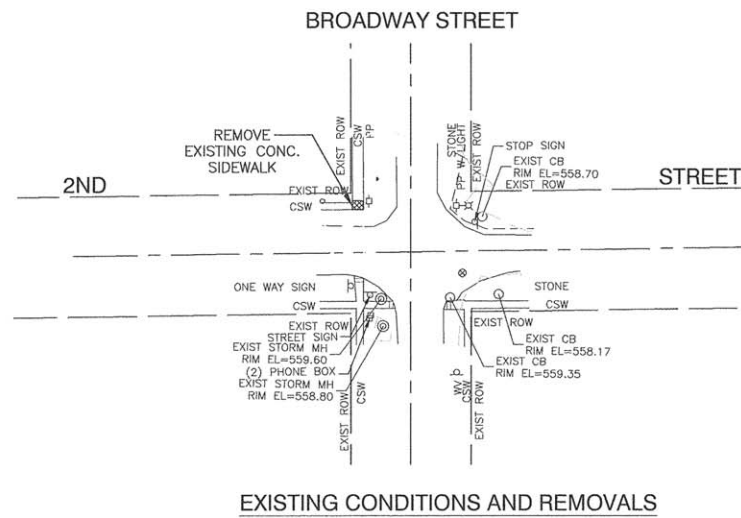 BROADWAY STREET
EXIST ROW
CSW
PP
STONE
PP W/LIGHT
EXIST ROW
REMOVE
EXISTING CONC.
SIDEWALK
STOP SIGN
EXIST CB
RIM EL=558.70
EXIST ROW
2ND
STREET
EXIST ROW
CSW
ONE WAY SIGN
CSW
STONE
CSW
EXIST ROW
STREET SIGN
EXIST STORM MH
RIM EL=559.60
(2) PHONE BOX
EXIST STORM MH
RIM EL=558.80
EXIST ROW
EXIST CB
RIM EL=558.17
EXIST CB
RIM EL=559.35
EXIST ROW
CSW
WV
CSW
EXIST ROW
EXISTING CONDITIONS AND REMOVALS